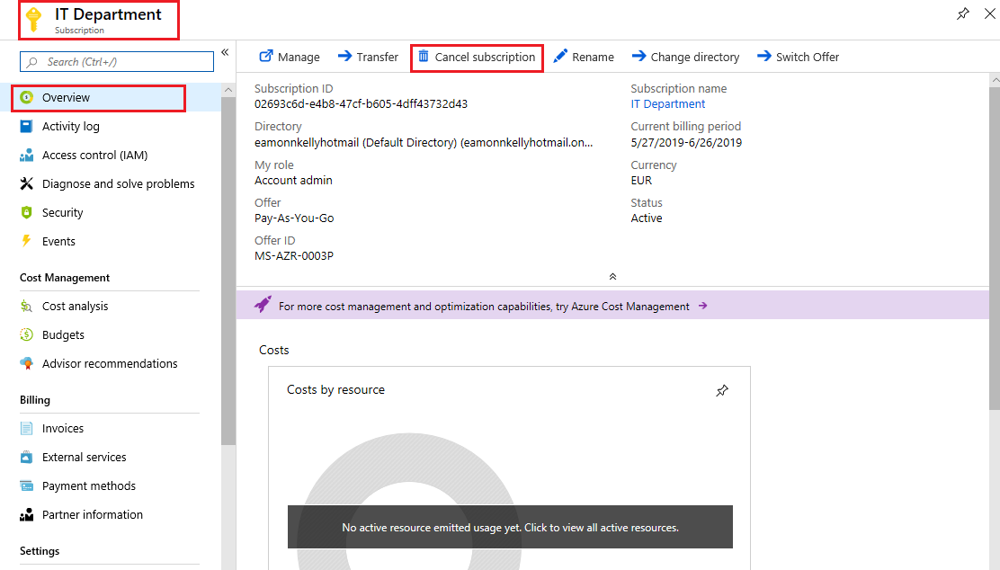 IT Department
Subscription
Search (Ctrl+/)
Overview
Activity log
Access control (IAM)
Diagnose and solve problems
Security
Events
Cost Management
Cost analysis
Budgets
Advisor recommendations
Billing
Invoices
External services
Payment methods
Partner information
Settings
Manage
Transfer
Cancel subscription
Rename
Change directory
Switch Offer
Subscription ID
02693c6d-e4b8-47cf-b605-4dff43732d43
Directory
eamonnkellyhotmail (Default Directory) (eamonnkellyhotmail.on...
My role
Account admin
Offer
Pay-As-You-Go
Offer ID
MS-AZR-0003P
Subscription name
IT Department
Current billing period
5/27/2019-6/26/2019
Currency
EUR
Status
Active
For more cost management and optimization capabilities, try Azure Cost Management
Costs
Costs by resource
No active resource emitted usage yet. Click to view all active resources.